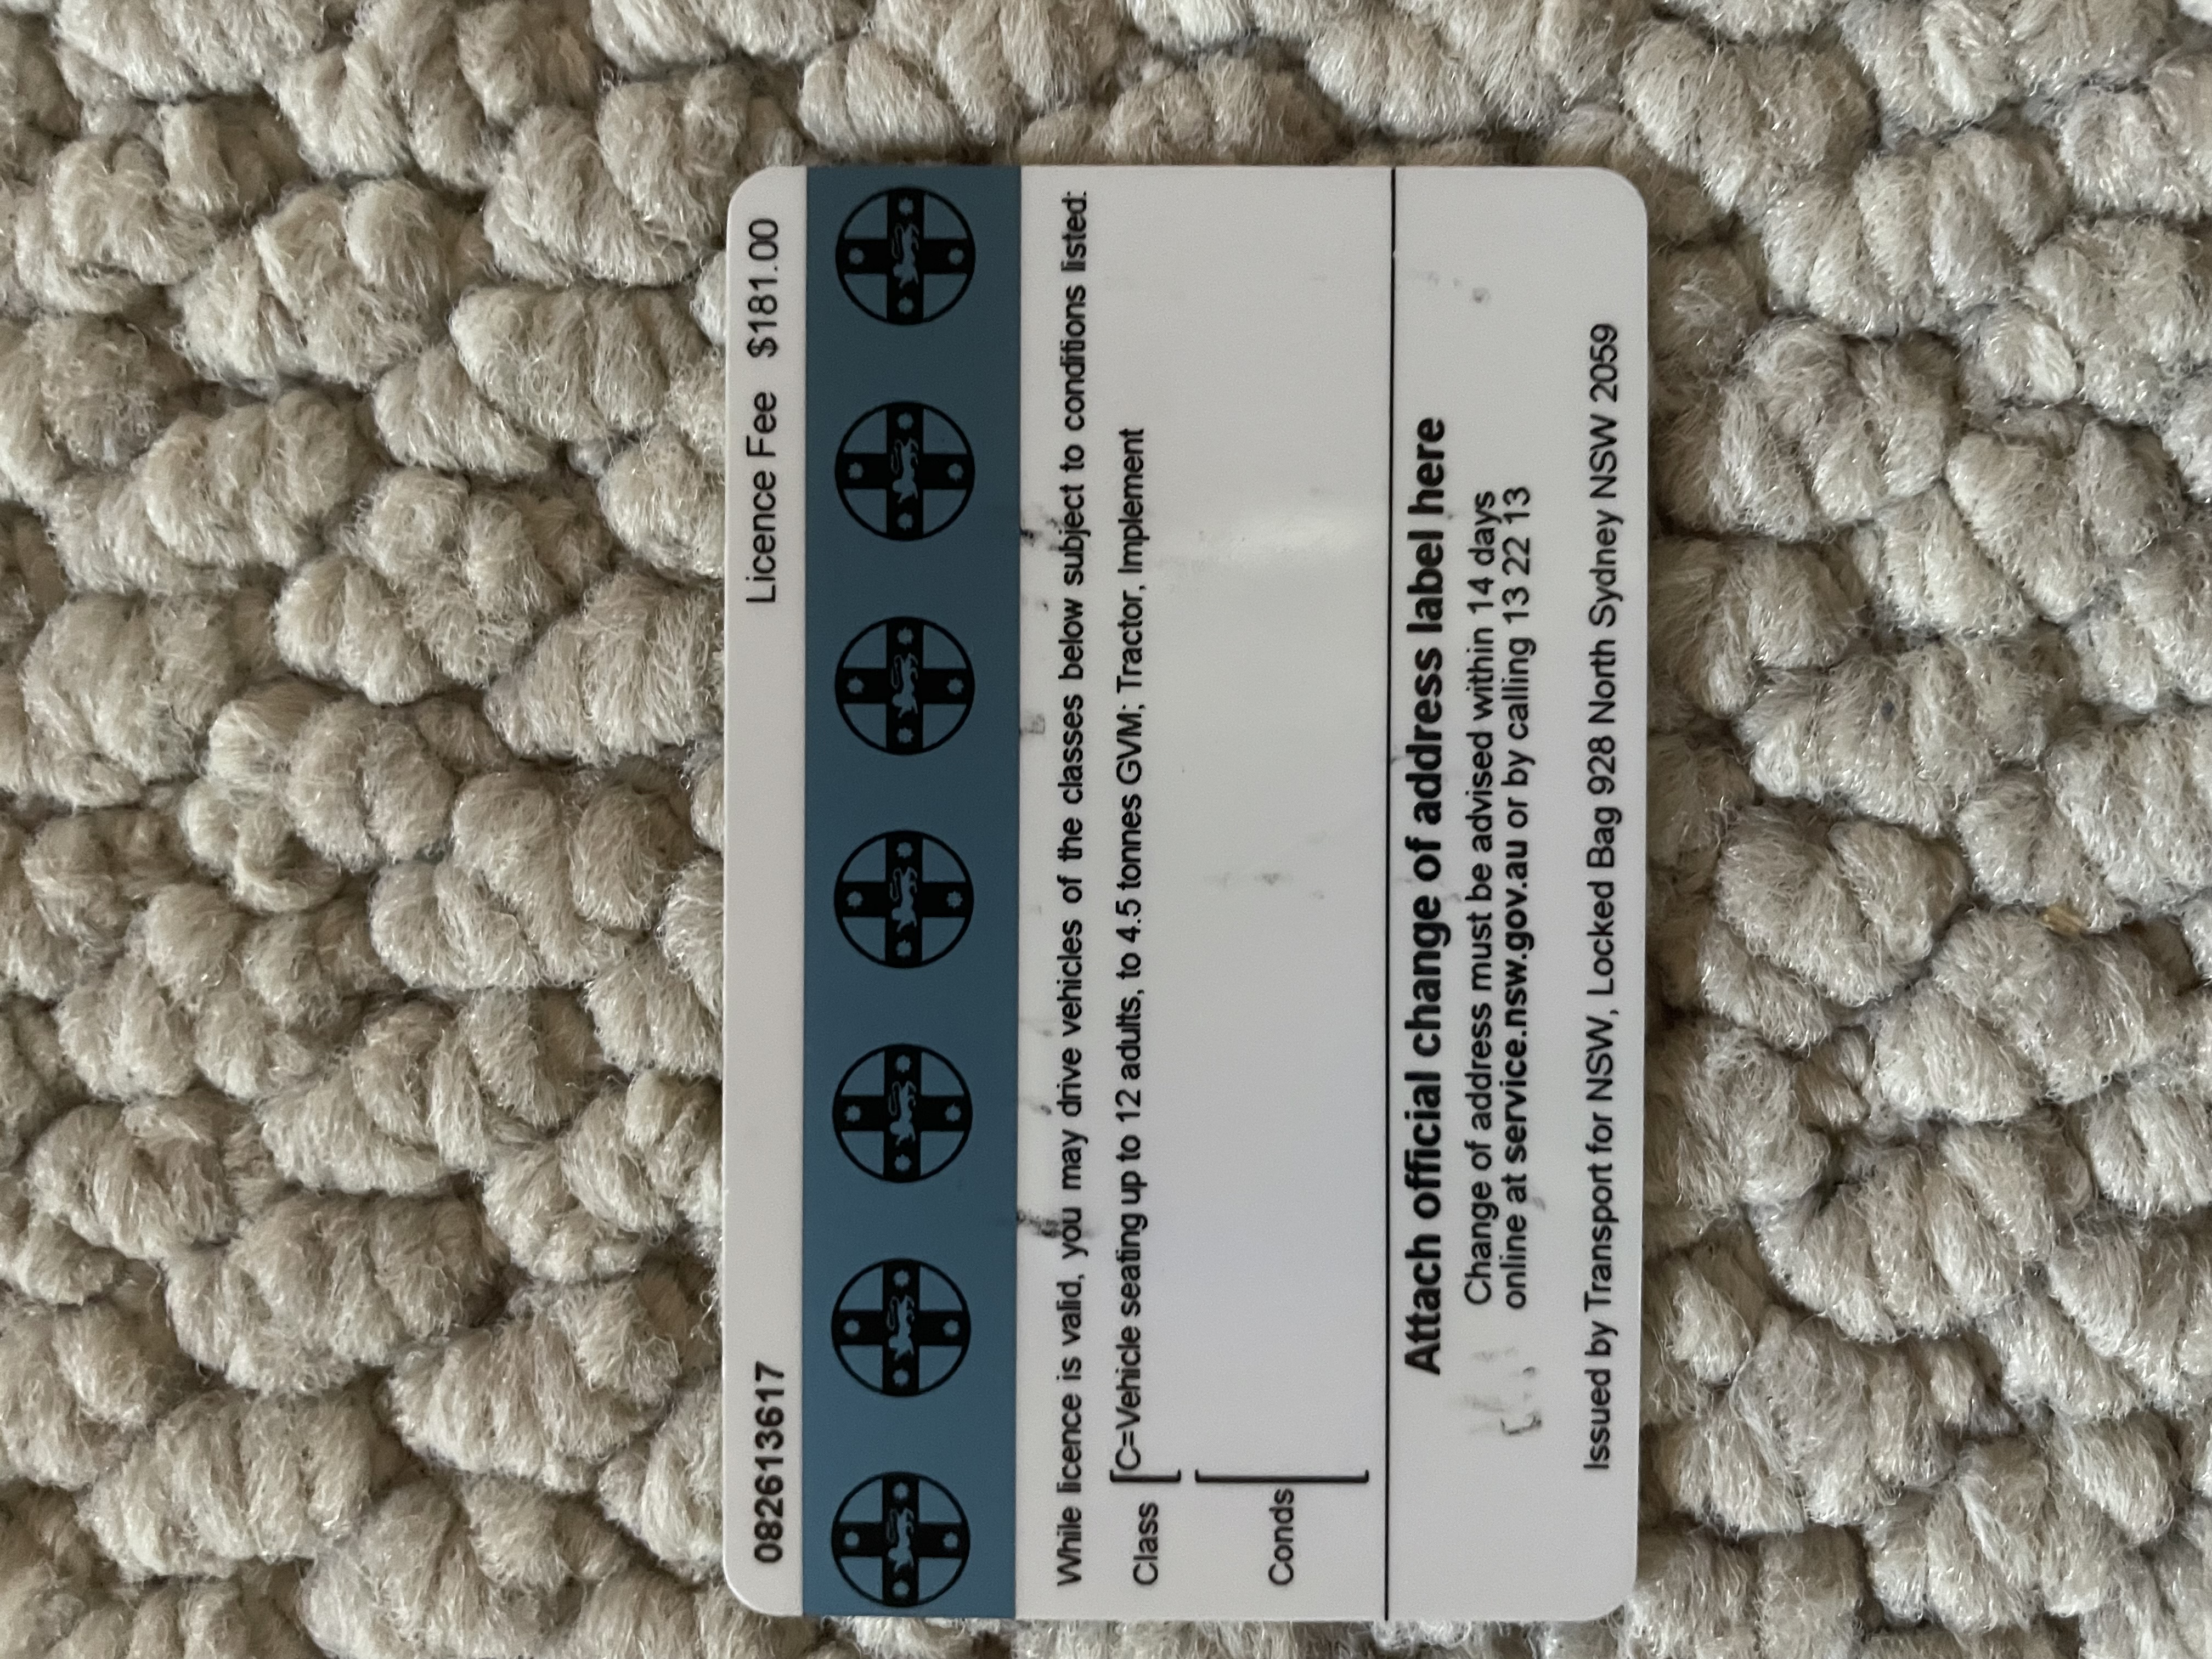 082613617 Licence Fee $181.00
While licence is valid, you may drive vehicles of the classes below subject to conditions listed:
Class [C=Vehicle seating up to 12 adults, to 4.5 tonnes GVM; Tractor, Implement
Conds [
Attach official change of address label here
Change of address must be advised within 14 days
online at service.nsw.gov.au or by calling 13 22 13
Issued by Transport for NSW, Locked Bag 928 North Sydney NSW 2059